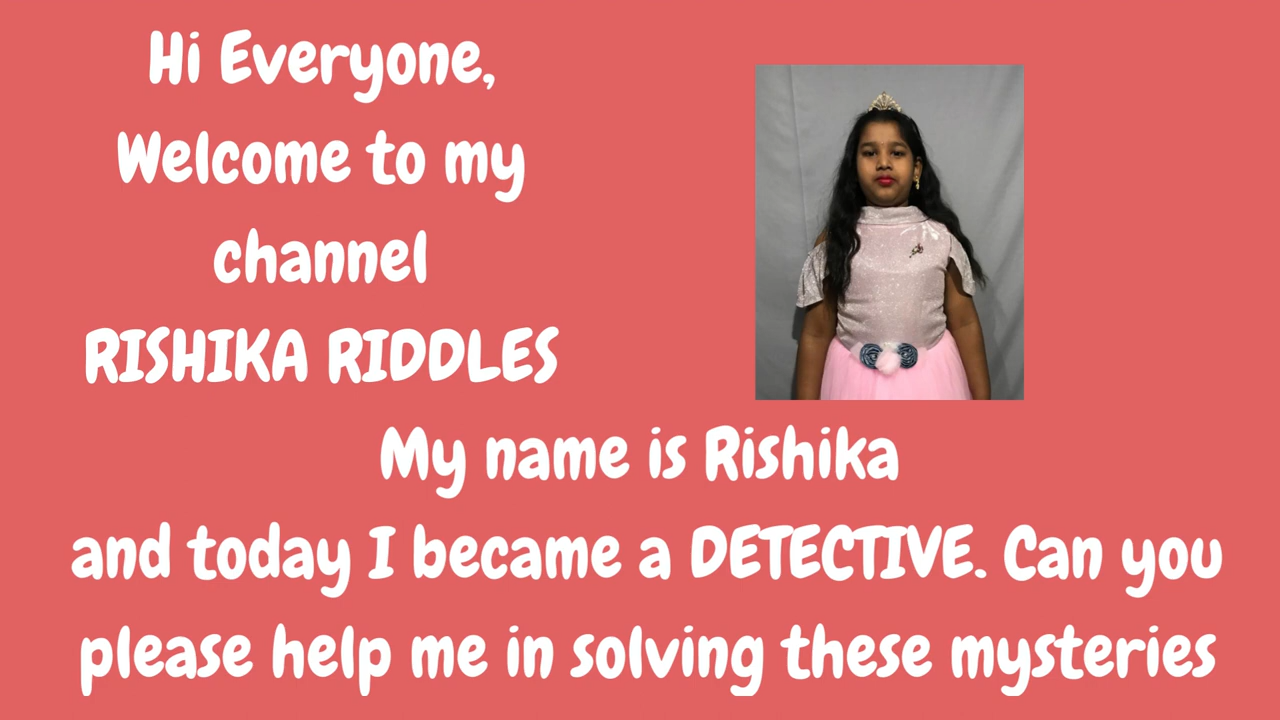 Hi Everyone,
Welcome to my
channel
RISHIKA RIDDLES
My name is Rishika
and today I became a DETECTIVE. Can you
please help me in solving these mysteries